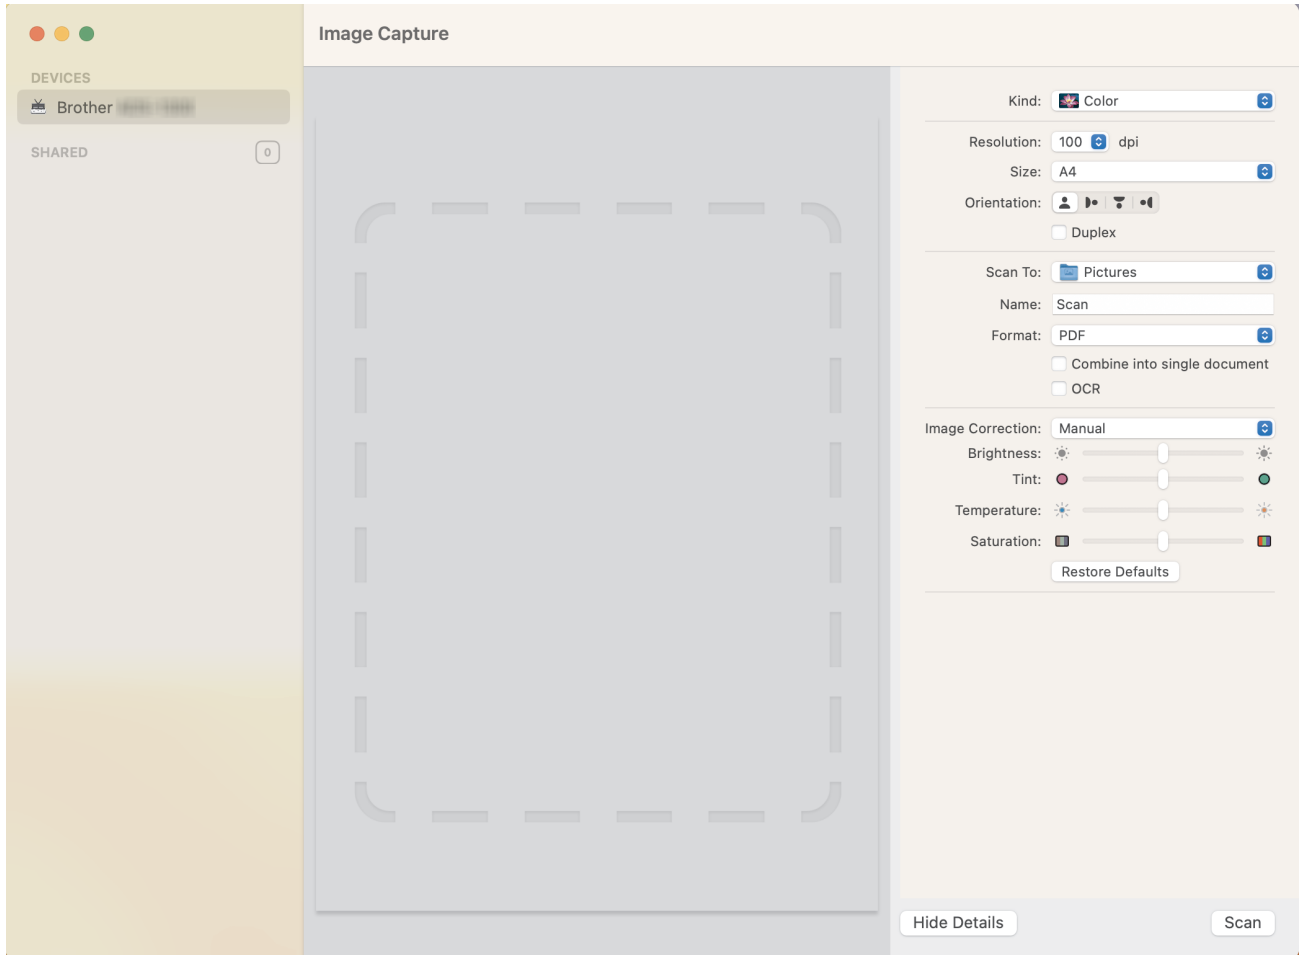 Image Capture
DEVICES
Brother
SHARED
0
Kind: Color
Resolution: 100 dpi
Size: A4
Orientation:
Duplex
Scan To: Pictures
Name: Scan
Format: PDF
Combine into single document
OCR
Image Correction: Manual
Brightness:
Tint:
Temperature:
Saturation:
Restore Defaults
Hide Details
Scan